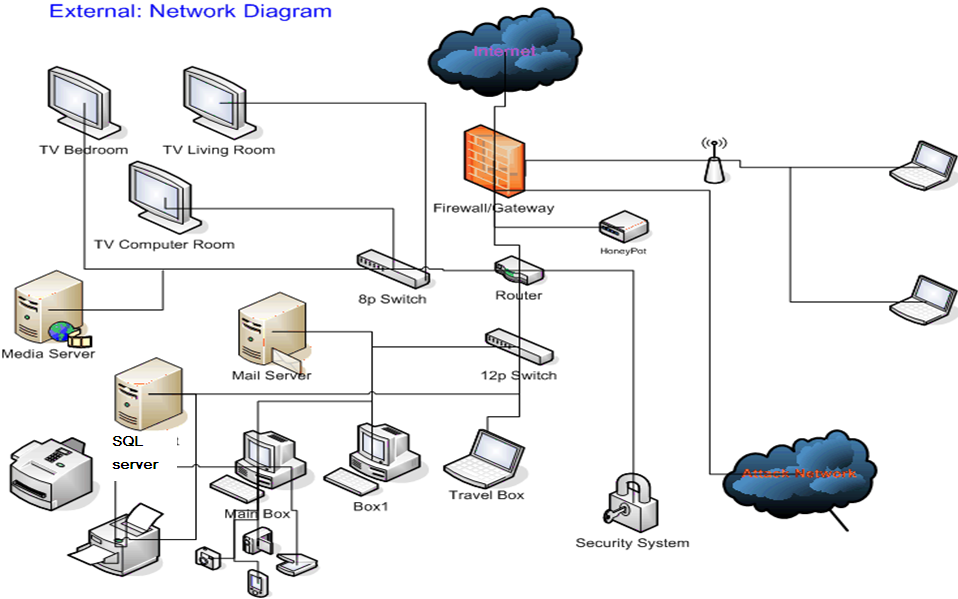 External: Network Diagram
Internet
TV Bedroom
TV Living Room
TV Computer Room
Firewall/Gateway
HoneyPot
8p Switch
Router
Media Server
Mail Server
12p Switch
SQL
server
Main Box
Box1
Travel Box
Attack Network
Security System